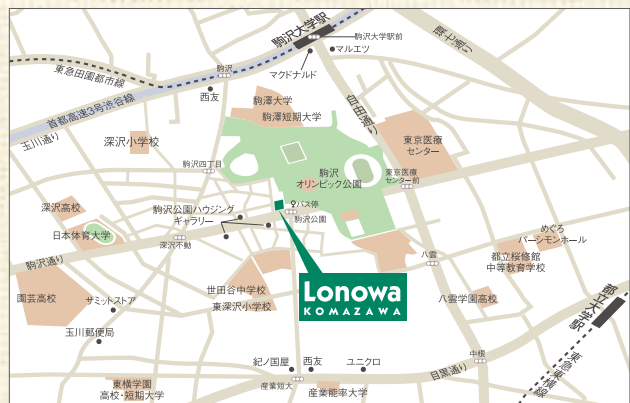 駒沢大学駅
駒沢大学駅前
マルエツ
マクドナルド
駒沢
西友
東急田園都市線
首都高速3号渋谷線
玉川通り
駒澤大学
駒澤短期大学
自由通り
呑川
深沢小学校
駒沢四丁目
駒沢
オリンピック公園
東京医療
センター
東京医療
センター前
深沢高校
日本体育大学
駒沢公園ハウジング
ギャラリー
バス停
駒沢公園
深沢不動
駒沢通り
八雲
めぐろ
パーシモンホール
都立桜修館
中等教育学校
園芸高校
サミットストア
玉川郵便局
世田谷中学校
東深沢小学校
Lonowa
KOMAZAWA
八雲学園高校
都立大学駅
東急東横線
紀ノ国屋
西友
ユニクロ
中根
目黒通り
東横学園
高校・短期大学
産業短大
産業能率大学